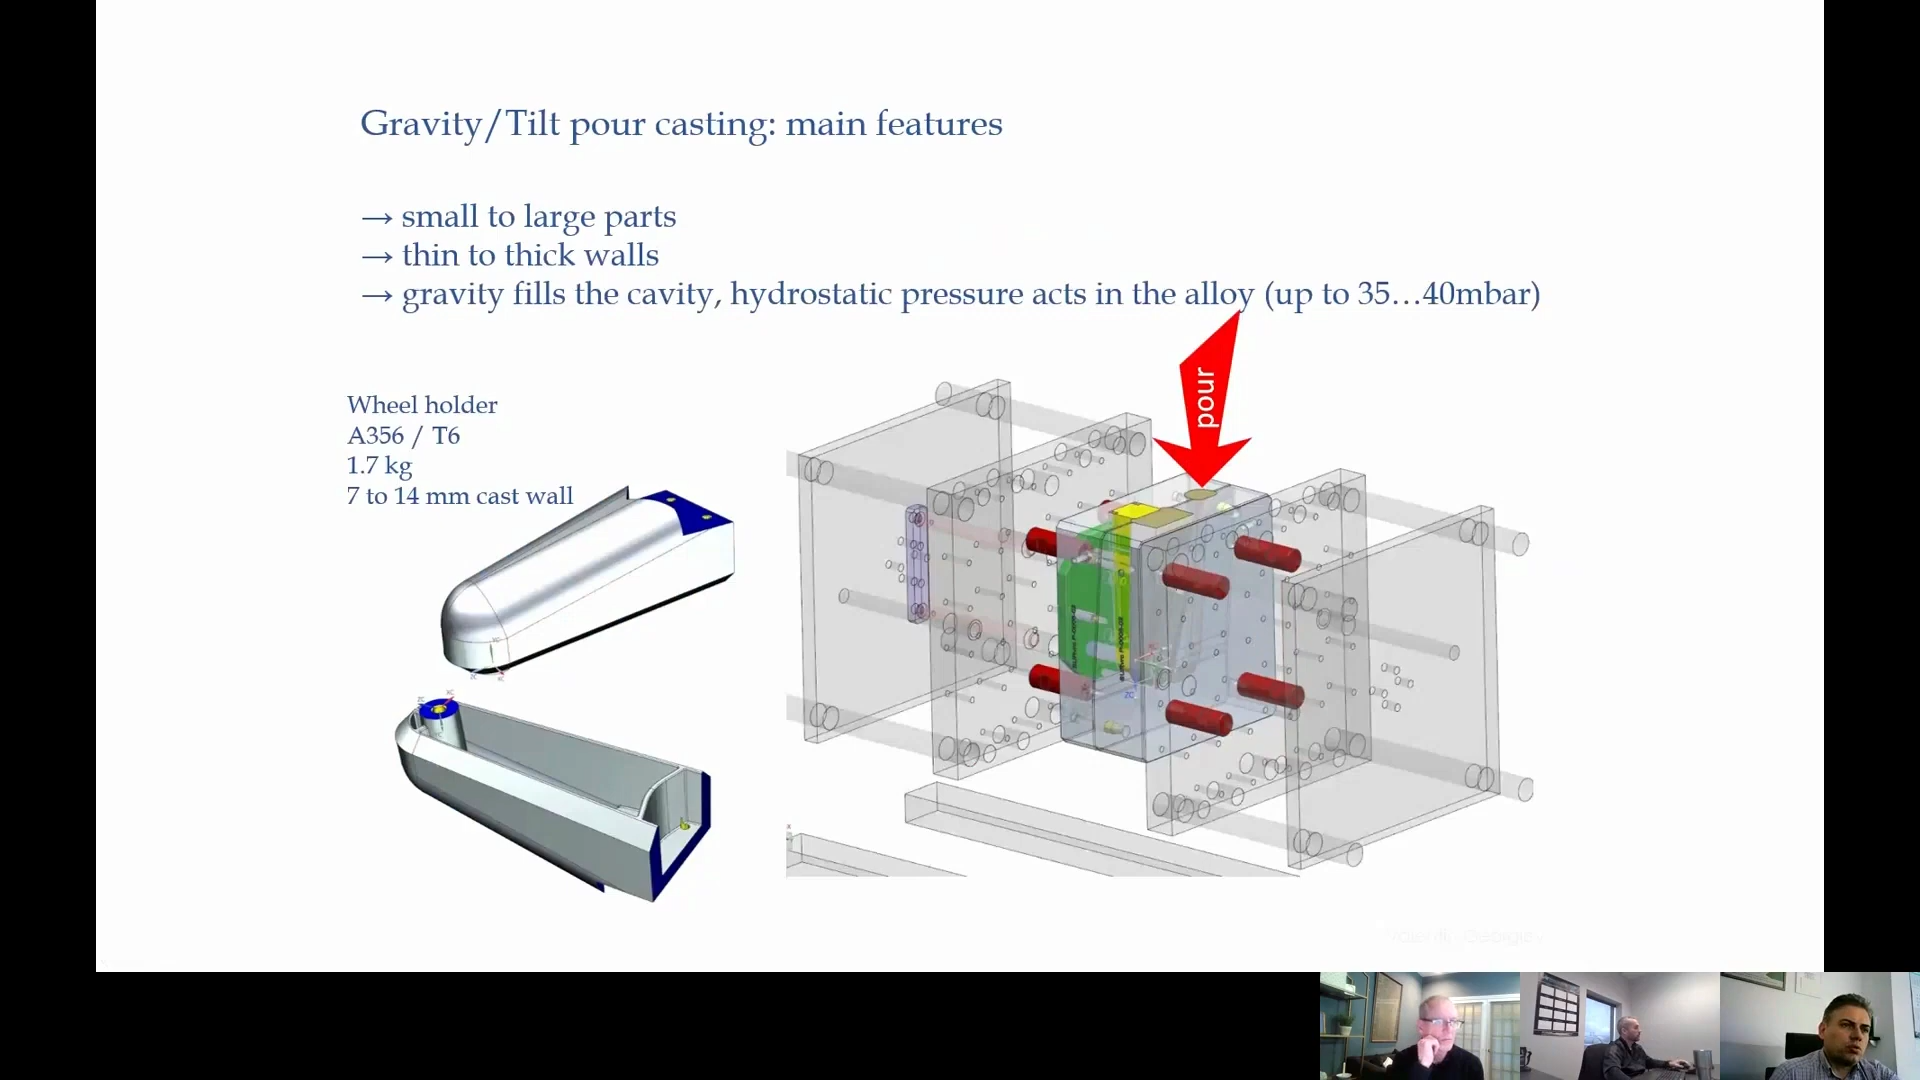 Gravity/Tilt pour casting: main features
→ small to large parts
→ thin to thick walls
→ gravity fills the cavity, hydrostatic pressure acts in the alloy (up to 35…40mbar)
pour
Wheel holder
A356 / T6
1.7 kg
7 to 14 mm cast wall